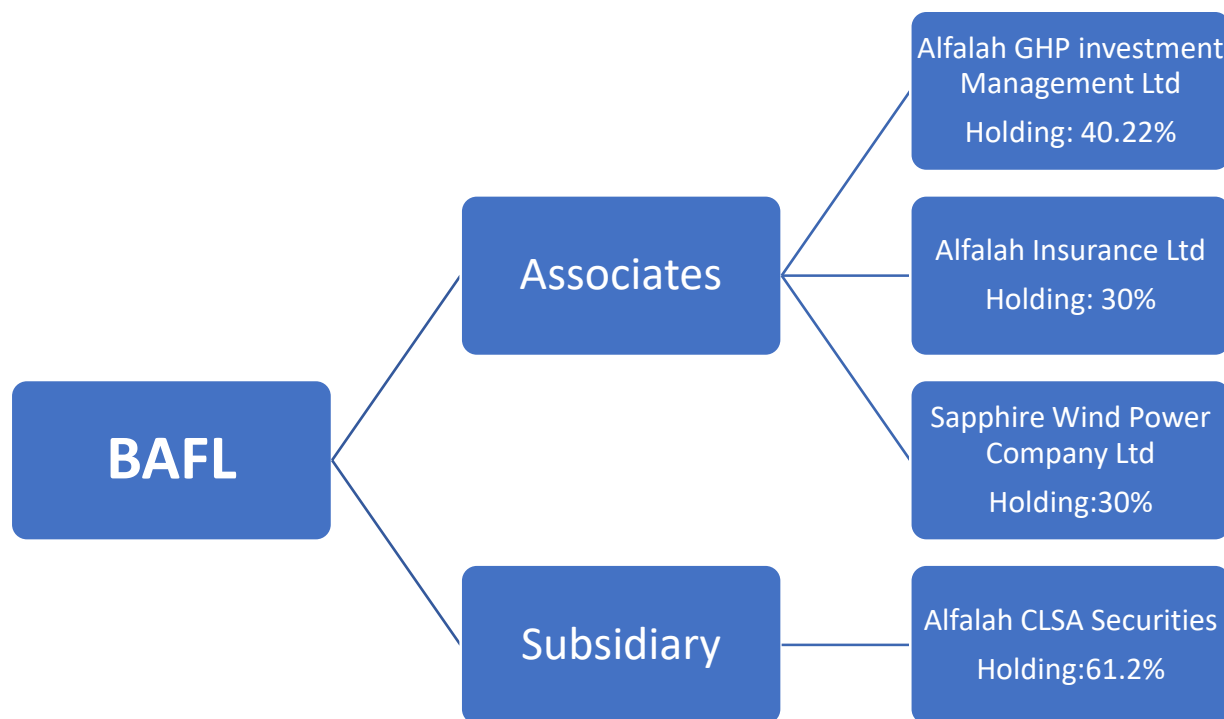 BAFL
Associates
Alfalah GHP investment
Management Ltd
Holding: 40.22%
Alfalah Insurance Ltd
Holding: 30%
Sapphire Wind Power
Company Ltd
Holding:30%
Subsidiary
Alfalah CLSA Securities
Holding:61.2%